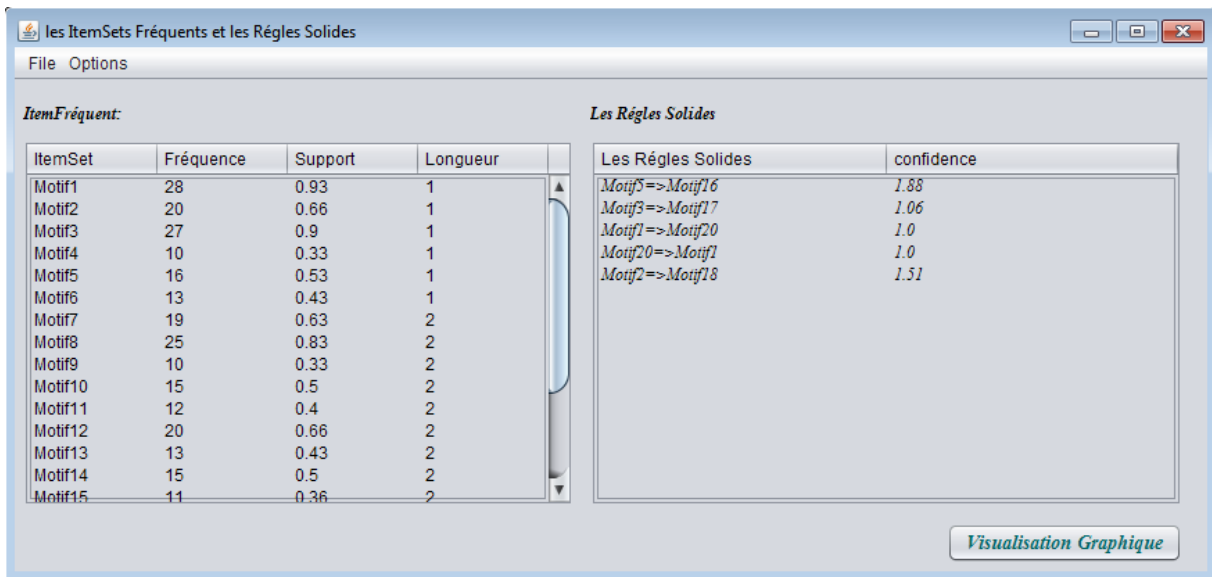 les ItemSets Fréquents et les Régles Solides
File Options
ItemFréquent:
ItemSet Fréquence Support Longueur
Motif1 28 0.93 1
Motif2 20 0.66 1
Motif3 27 0.9 1
Motif4 10 0.33 1
Motif5 16 0.53 1
Motif6 13 0.43 1
Motif7 19 0.63 2
Motif8 25 0.83 2
Motif9 10 0.33 2
Motif10 15 0.5 2
Motif11 12 0.4 2
Motif12 20 0.66 2
Motif13 13 0.43 2
Motif14 15 0.5 2
Motif15 11 0.36 2
Les Régles Solides
Les Régles Solides confidence
Motif5=>Motif16 1.88
Motif3=>Motif17 1.06
Motif1=>Motif20 1.0
Motif20=>Motif1 1.0
Motif2=>Motif18 1.51
Visualisation Graphique